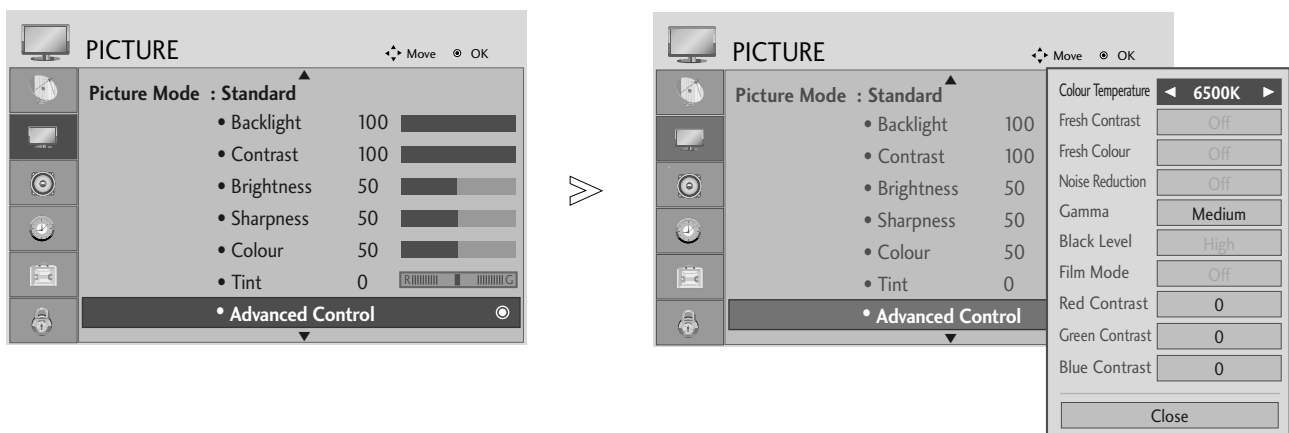 PICTURE
Move OK
Picture Mode : Standard
• Backlight 100
• Contrast 100
• Brightness 50
• Sharpness 50
• Colour 50
• Tint 0 R G
• Advanced Control
PICTURE
Move OK
Picture Mode : Standard
• Backlight 100
• Contrast 100
• Brightness 50
• Sharpness 50
• Colour 50
• Tint 0
• Advanced Control
Colour Temperature 6500K
Fresh Contrast Off
Fresh Colour Off
Noise Reduction Off
Gamma Medium
Black Level High
Film Mode Off
Red Contrast 0
Green Contrast 0
Blue Contrast 0
Close